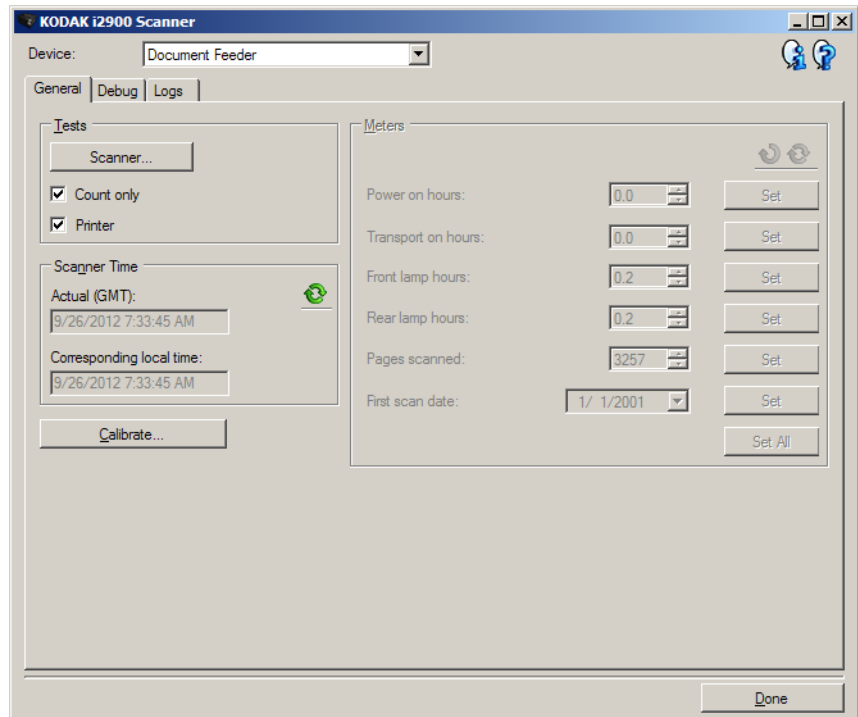 KODAK i2900 Scanner
Device: Document Feeder
General Debug Logs
Tests
Scanner...
Count only
Printer
Scanner Time
Actual (GMT):
9/26/2012 7:33:45 AM
Corresponding local time:
9/26/2012 7:33:45 AM
Calibrate...
Meters
Power on hours: 0.0 Set
Transport on hours: 0.0 Set
Front lamp hours: 0.2 Set
Rear lamp hours: 0.2 Set
Pages scanned: 3257 Set
First scan date: 1/ 1/2001 Set
Set All
Done